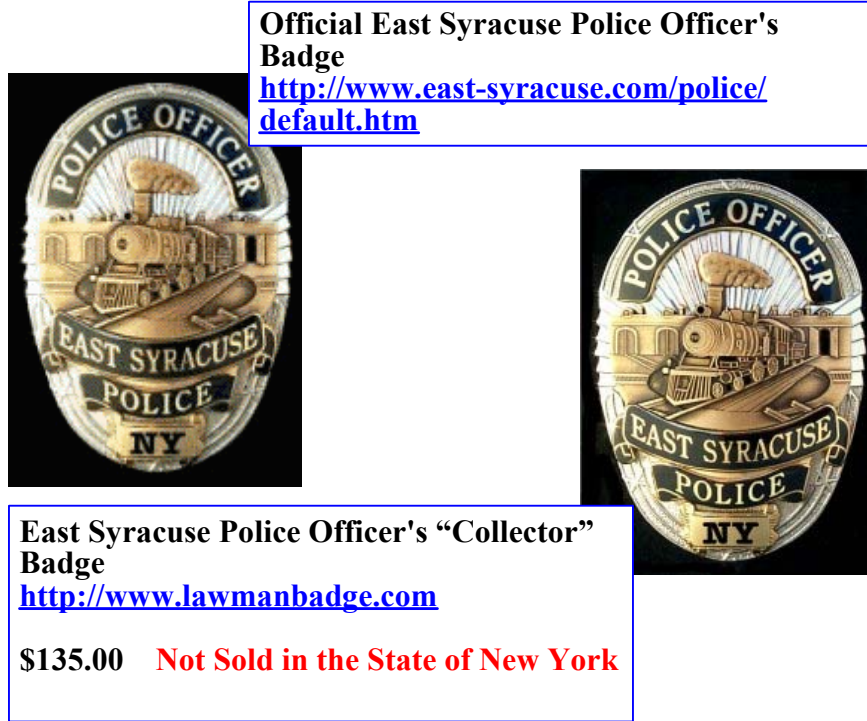 Official East Syracuse Police Officer's
Badge
http://www.east-syracuse.com/police/
default.htm
POLICE OFFICER
EAST SYRACUSE
POLICE
NY
POLICE OFFICER
EAST SYRACUSE
POLICE
NY
East Syracuse Police Officer's “Collector”
Badge
http://www.lawmanbadge.com
$135.00 Not Sold in the State of New York